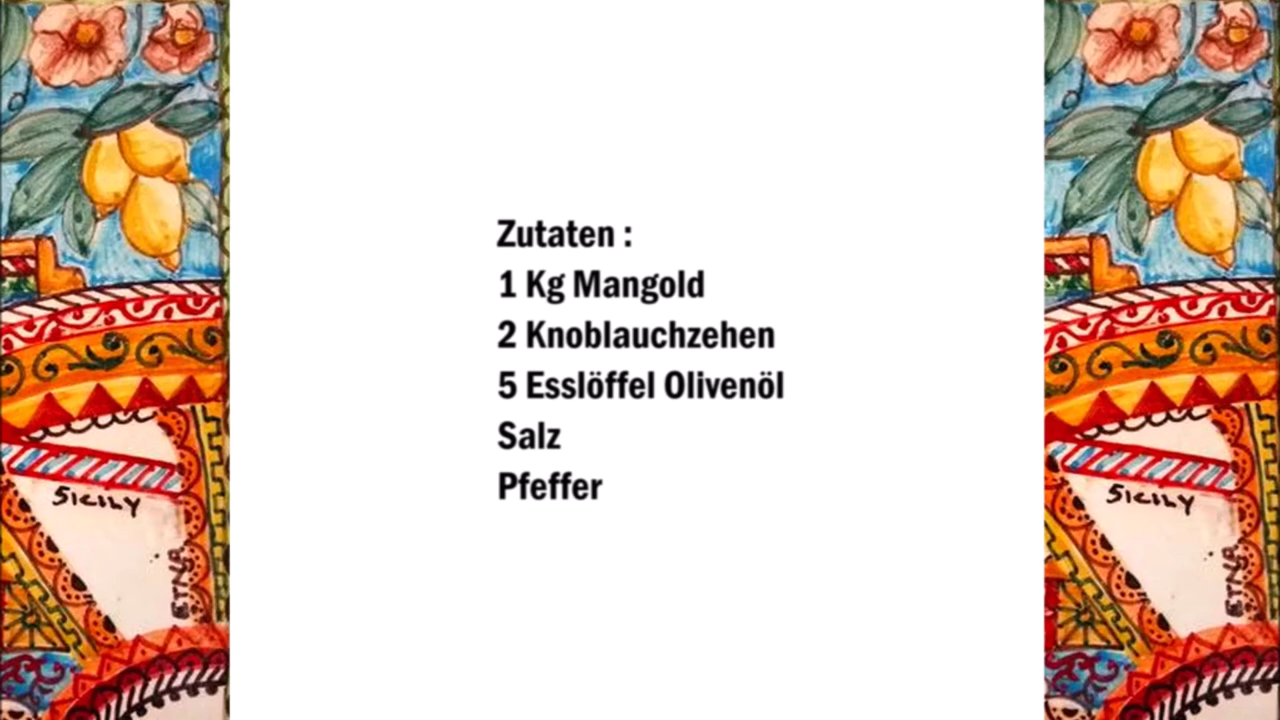 Zutaten :
1 Kg Mangold
2 Knoblauchzehen
5 Esslöffel Olivenöl
Salz
Pfeffer
SICILY
ETNA
SICILY
ETNA